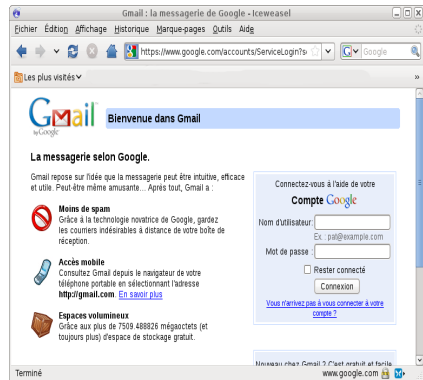 Gmail : la messagerie de Google - Iceweasel
Fichier Édition Affichage Historique Marque-pages Outils Aide
https://www.google.com/accounts/ServiceLogin?se
Google
Les plus visités
Gmail
by Google
Bienvenue dans Gmail
La messagerie selon Google.
Gmail repose sur l'idée que la messagerie peut être intuitive, efficace
et utile. Peut-être même amusante... Après tout, Gmail a :
Moins de spam
Grâce à la technologie novatrice de Google, gardez
les courriers indésirables à distance de votre boîte de
réception.
Accès mobile
Consultez Gmail depuis le navigateur de votre
téléphone portable en sélectionnant l'adresse
http://gmail.com. En savoir plus
Espaces volumineux
Grâce aux plus de 7509.488826 mégaoctets (et
toujours plus) d'espace de stockage gratuit.
Connectez-vous à l'aide de votre
Compte Google
Nom d'utilisateur:
Ex. : pat@example.com
Mot de passe :
Rester connecté
Connexion
Vous n'arrivez pas à vous connecter à votre
compte ?
Nouveau chez Gmail ? C'est gratuit et facile
Terminé
www.google.com